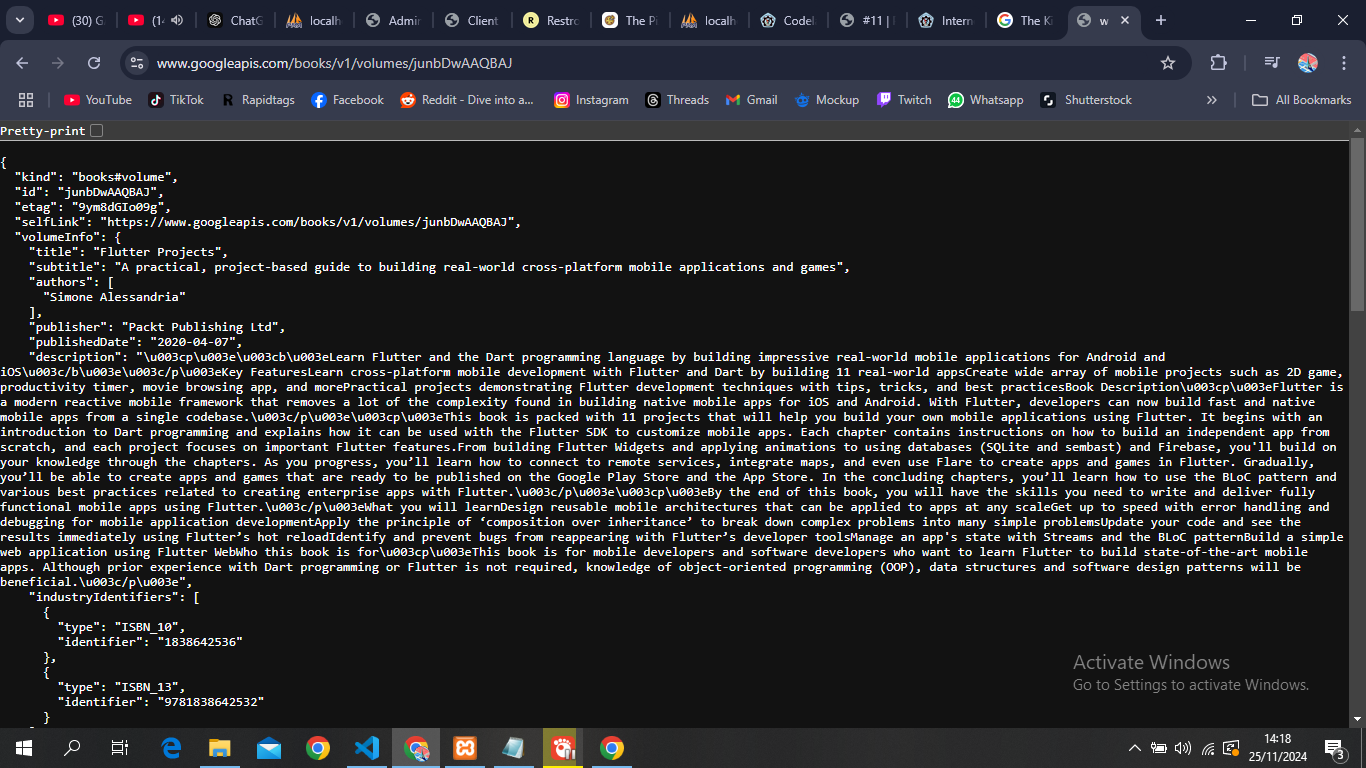 (30) G
(14
ChatG
localh
Admin
Client
Restro
The Pa
localh
Codela
#11 |
Intern
The Ki
w
www.googleapis.com/books/v1/volumes/junbDwAAQBAJ
YouTube TikTok Rapidtags Facebook Reddit - Dive into a... Instagram Threads Gmail Mockup Twitch Whatsapp Shutterstock » All Bookmarks
Pretty-print
{
"kind": "books#volume",
"id": "junbDwAAQBAJ",
"etag": "9ym8dGIo09g",
"selfLink": "https://www.googleapis.com/books/v1/volumes/junbDwAAQBAJ",
"volumeInfo": {
"title": "Flutter Projects",
"subtitle": "A practical, project-based guide to building real-world cross-platform mobile applications and games",
"authors": [
"Simone Alessandria"
],
"publisher": "Packt Publishing Ltd",
"publishedDate": "2020-04-07",
"description": "\u003cp\u003e\u003cb\u003eLearn Flutter and the Dart programming language by building impressive real-world mobile applications for Android and
iOS\u003c/b\u003e\u003c/p\u003eKey FeaturesLearn cross-platform mobile development with Flutter and Dart by building 11 real-world appsCreate wide array of mobile projects such as 2D game,
productivity timer, movie browsing app, and morePractical projects demonstrating Flutter development techniques with tips, tricks, and best practicesBook Description\u003cp\u003eFlutter is
a modern reactive mobile framework that removes a lot of the complexity found in building native mobile apps for iOS and Android. With Flutter, developers can now build fast and native
mobile apps from a single codebase.\u003c/p\u003e\u003cp\u003eThis book is packed with 11 projects that will help you build your own mobile applications using Flutter. It begins with an
introduction to Dart programming and explains how it can be used with the Flutter SDK to customize mobile apps. Each chapter contains instructions on how to build an independent app from
scratch, and each project focuses on important Flutter features.From building Flutter Widgets and applying animations to using databases (SQLite and sembast) and Firebase, you'll build on
your knowledge through the chapters. As you progress, you’ll learn how to connect to remote services, integrate maps, and even use Flare to create apps and games in Flutter. Gradually,
you’ll be able to create apps and games that are ready to be published on the Google Play Store and the App Store. In the concluding chapters, you’ll learn how to use the BLoC pattern and
various best practices related to creating enterprise apps with Flutter.\u003c/p\u003e\u003cp\u003eBy the end of this book, you will have the skills you need to write and deliver fully
functional mobile apps using Flutter.\u003c/p\u003eWhat you will learnDesign reusable mobile architectures that can be applied to apps at any scaleGet up to speed with error handling and
debugging for mobile application developmentApply the principle of ‘composition over inheritance’ to break down complex problems into many simple problemsUpdate your code and see the
results immediately using Flutter’s hot reloadIdentify and prevent bugs from reappearing with Flutter’s developer toolsManage an app's state with Streams and the BLoC patternBuild a simple
web application using Flutter WebWho this book is for\u003cp\u003eThis book is for mobile developers and software developers who want to learn Flutter to build state-of-the-art mobile
apps. Although prior experience with Dart programming or Flutter is not required, knowledge of object-oriented programming (OOP), data structures and software design patterns will be
beneficial.\u003c/p\u003e",
"industryIdentifiers": [
{
"type": "ISBN_10",
"identifier": "1838642536"
},
{
"type": "ISBN_13",
"identifier": "9781838642532"
}
Activate Windows
Go to Settings to activate Windows.
14:18
25/11/2024
3